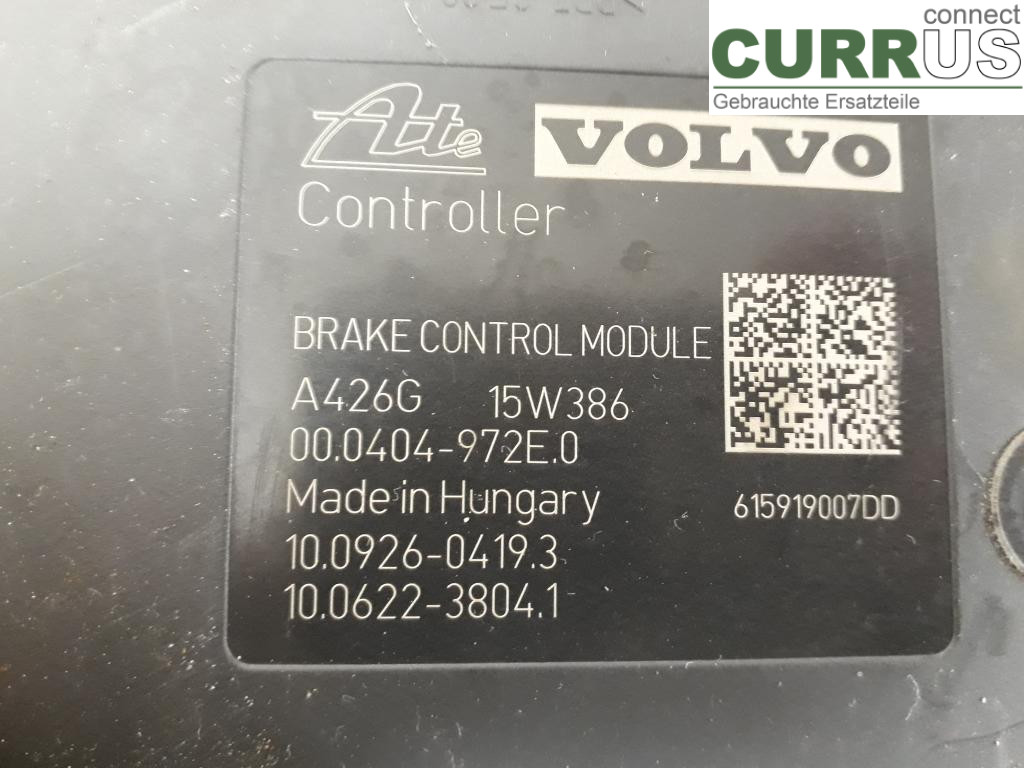 connect
CURRUS
Gebrauchte Ersatzteile
Ate VOLVO
Controller
BRAKE CONTROL MODULE
A426G 15W386
00.0404-972E.0
Made in Hungary
615919007DD
10.0926-0419.3
10.0622-3804.1